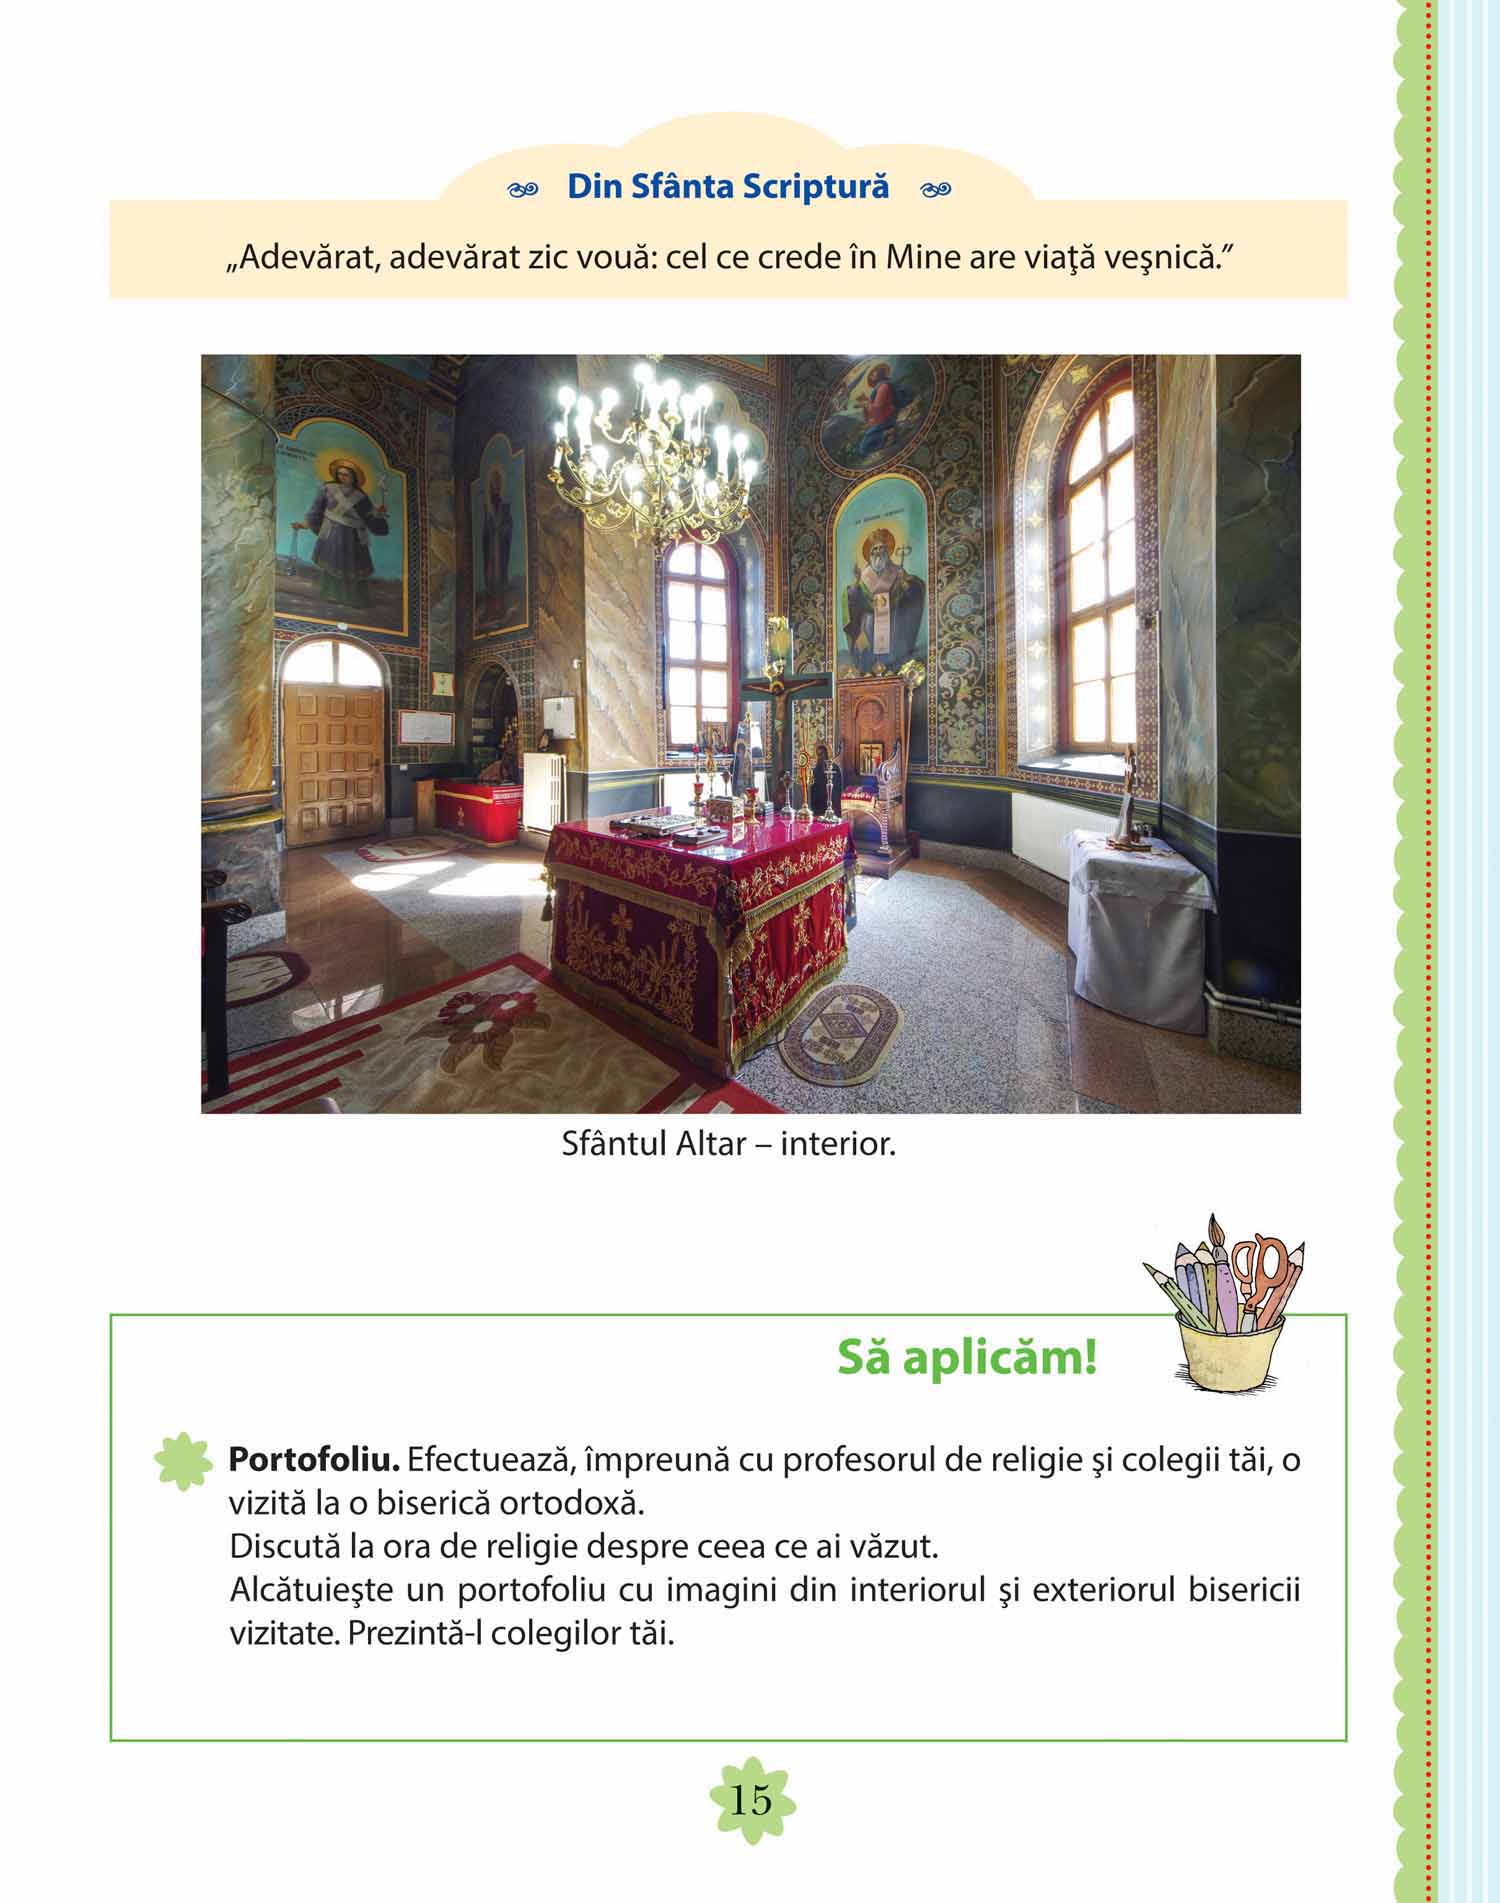 Din Sfânta Scriptură
„Adevărat, adevărat zic vouă: cel ce crede în Mine are viaţă veşnică.”
Sfântul Altar – interior.
Să aplicăm!
Portofoliu. Efectuează, împreună cu profesorul de religie şi colegii tăi, o
vizită la o biserică ortodoxă.
Discută la ora de religie despre ceea ce ai văzut.
Alcătuieşte un portofoliu cu imagini din interiorul şi exteriorul bisericii
vizitate. Prezintă-l colegilor tăi.
15